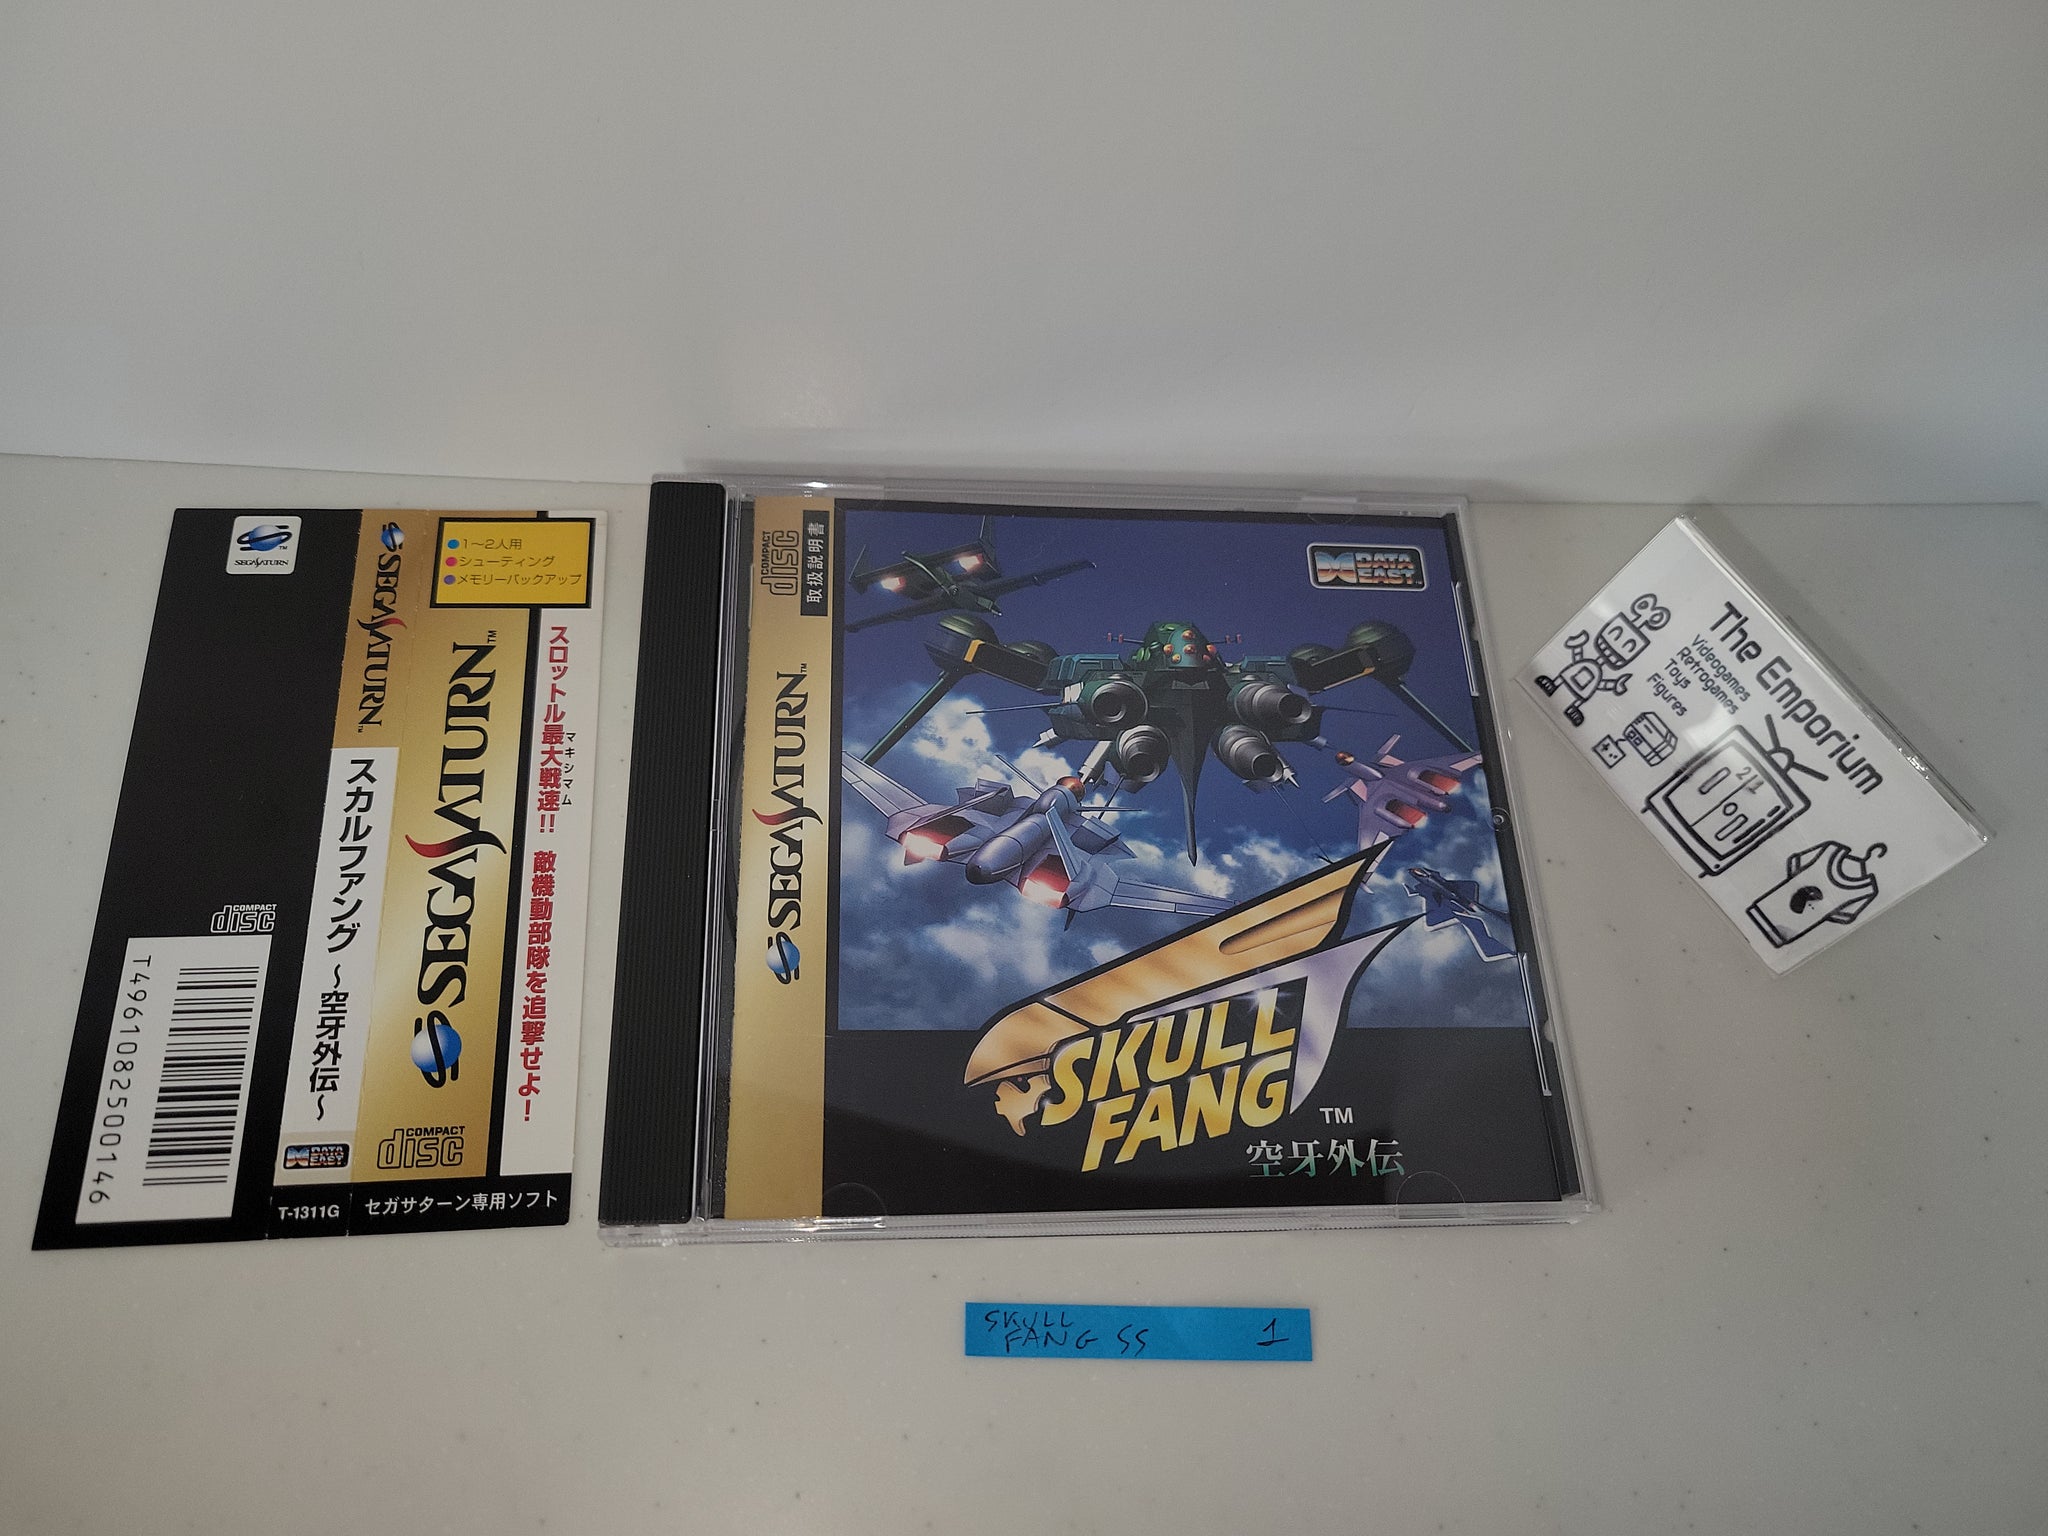 SEGA SATURN
COMPACT
disc
T4961082500146
SEGA SATURN™
スカルファング ～空牙外伝～
DATA EAST
T-1311G
1～2人用
シューティング
メモリーバックアップ
SEGA SATURN™
COMPACT
disc
セガサターン専用ソフト
スロットル最大戦速!! 敵機動部隊を追撃せよ!
マキシマム
COMPACT
disc
取扱説明書
SEGA SATURN™
DATA EAST
SKULL
FANG
TM
空牙外伝
The Emporium
Videogames
Retrogames
Toys
Figures
SKULL
FANG SS 1